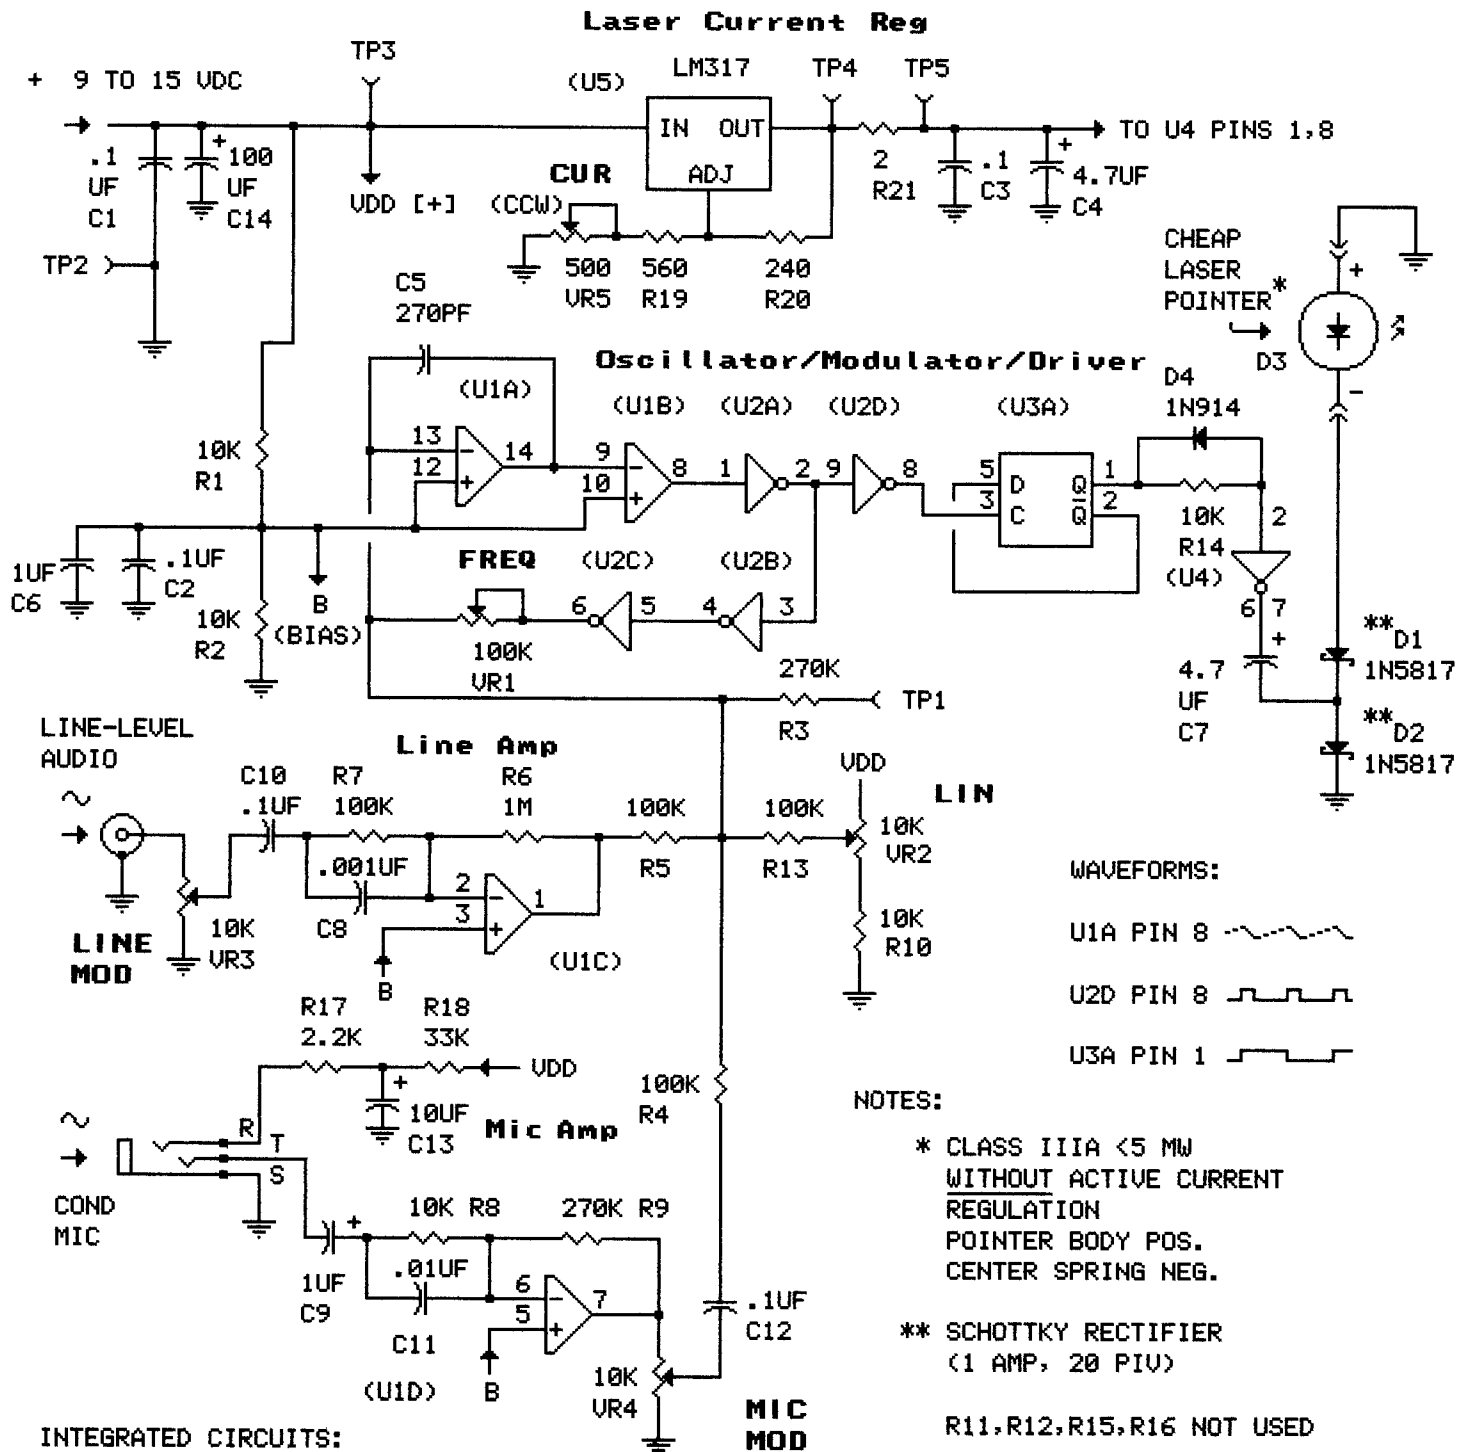 Laser Current Reg
+ 9 TO 15 VDC
TP3
(U5)
LM317
TP4
TP5
IN OUT
ADJ
TO U4 PINS 1,8
.1
UF
C1
+
100
UF
C14
VDD [+]
CUR
(CCW)
500
VR5
560
R19
240
R20
2
R21
.1
C3
+
4.7UF
C4
TP2
CHEAP
LASER
POINTER*
+
D3
-
C5
270PF
Oscillator/Modulator/Driver
(U1A)
(U1B)
(U2A)
(U2D)
(U3A)
D4
1N914
10K
R1
13
12
-
+
14
9
10
-
+
8
1
2
9
8
5
3
D
C
Q
Q̅
1
2
10K
R14
(U4)
2
6
7
1UF
C6
.1UF
C2
10K
R2
B
(BIAS)
FREQ
(U2C)
(U2B)
6
5
4
3
100K
VR1
270K
R3
TP1
+
4.7
UF
C7
**D1
1N5817
**D2
1N5817
LINE-LEVEL
AUDIO
Line Amp
C10
.1UF
R7
100K
R6
1M
100K
R5
100K
R13
VDD
LIN
10K
VR2
10K
R10
.001UF
C8
2
3
-
+
1
(U1C)
B
LINE
MOD
10K
VR3
WAVEFORMS:
U1A PIN 8
U2D PIN 8
U3A PIN 1
R17
2.2K
R18
33K
VDD
+
10UF
C13
Mic Amp
100K
R4
R
T
S
COND
MIC
+
1UF
C9
10K R8
270K R9
.01UF
C11
6
5
-
+
7
(U1D)
B
.1UF
C12
10K
VR4
MIC
MOD
NOTES:
* CLASS IIIA <5 MW
WITHOUT ACTIVE CURRENT
REGULATION
POINTER BODY POS.
CENTER SPRING NEG.
** SCHOTTKY RECTIFIER
(1 AMP, 20 PIV)
R11,R12,R15,R16 NOT USED
INTEGRATED CIRCUITS: